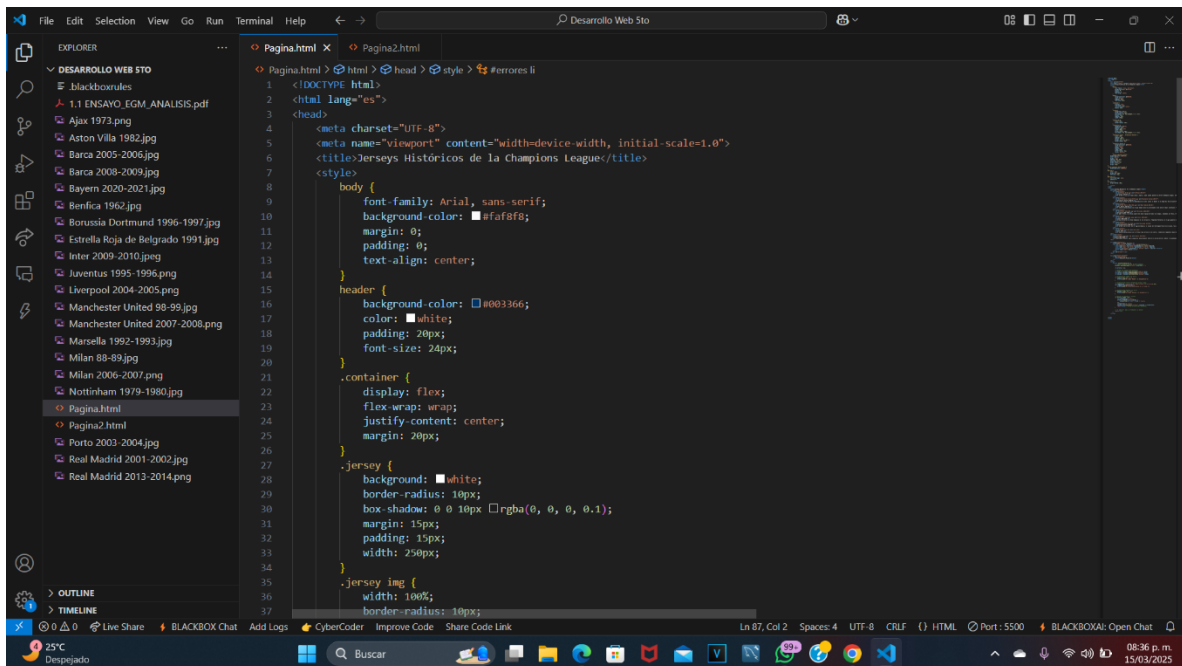 File Edit Selection View Go Run Terminal Help
Desarrollo Web 5to
EXPLORER
DESARROLLO WEB 5TO
.blackboxrules
1.1 ENSAYO_EGM_ANALISIS.pdf
Ajax 1973.png
Aston Villa 1982.jpg
Barca 2005-2006.jpg
Barca 2008-2009.jpg
Bayern 2020-2021.jpg
Benfica 1962.jpg
Borussia Dortmund 1996-1997.jpg
Estrella Roja de Belgrado 1991.jpg
Inter 2009-2010.jpeg
Juventus 1995-1996.png
Liverpool 2004-2005.png
Manchester United 98-99.jpg
Manchester United 2007-2008.png
Marsella 1992-1993.jpg
Milan 88-89.jpg
Milan 2006-2007.png
Nottinham 1979-1980.jpg
Pagina.html
Pagina2.html
Porto 2003-2004.jpg
Real Madrid 2001-2002.jpg
Real Madrid 2013-2014.png
OUTLINE
TIMELINE
Pagina.html Pagina2.html
Pagina.html > html > head > style > #errores li
1 <!DOCTYPE html>
2 <html lang="es">
3 <head>
4 <meta charset="UTF-8">
5 <meta name="viewport" content="width=device-width, initial-scale=1.0">
6 <title>Jerseys Históricos de la Champions League</title>
7 <style>
8 body {
9 font-family: Arial, sans-serif;
10 background-color: #faf8f8;
11 margin: 0;
12 padding: 0;
13 text-align: center;
14 }
15 header {
16 background-color: #003366;
17 color: white;
18 padding: 20px;
19 font-size: 24px;
20 }
21 .container {
22 display: flex;
23 flex-wrap: wrap;
24 justify-content: center;
25 margin: 20px;
26 }
27 .jersey {
28 background: white;
29 border-radius: 10px;
30 box-shadow: 0 0 10px rgba(0, 0, 0, 0.1);
31 margin: 15px;
32 padding: 15px;
33 width: 250px;
34 }
35 .jersey img {
36 width: 100%;
37 border-radius: 10px;
0 0 0 Live Share BLACKBOX Chat Add Logs CyberCoder Improve Code Share Code Link Ln 87, Col 2 Spaces: 4 UTF-8 CRLF {} HTML Port : 5500 BLACKBOXAI: Open Chat
4 25°C
Despejado
Buscar
99+
08:36 p. m.
15/03/2025